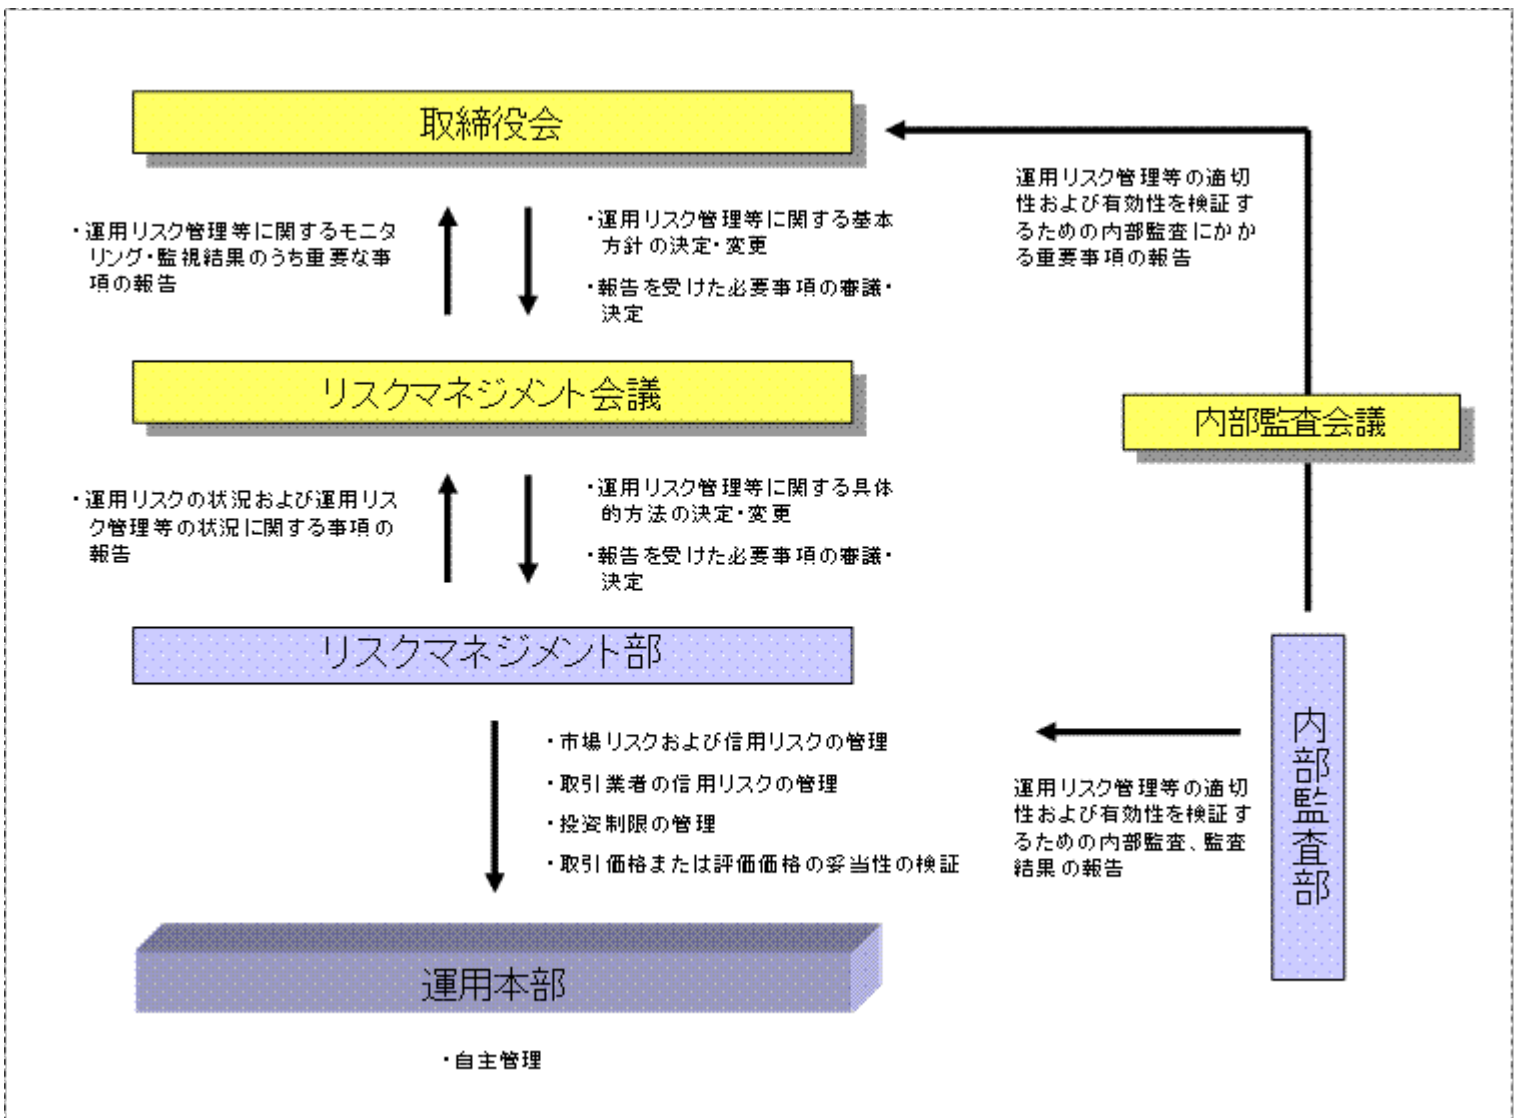 取締役会
・運用リスク管理等に関するモニタ
リング・監視結果のうち重要な事
項の報告
・運用リスク管理等に関する基本
方針の決定・変更
・報告を受けた必要事項の審議・
決定
運用リスク管理等の適切
性および有効性を検証す
るための内部監査にかか
る重要事項の報告
リスクマネジメント会議
内部監査会議
・運用リスクの状況および運用リス
ク管理等の状況に関する事項の
報告
・運用リスク管理等に関する具体
的方法の決定・変更
・報告を受けた必要事項の審議・
決定
リスクマネジメント部
・市場リスクおよび信用リスクの管理
・取引業者の信用リスクの管理
・投資制限の管理
・取引価格または評価価格の妥当性の検証
運用リスク管理等の適切
性および有効性を検証す
るための内部監査、監査
結果の報告
内部監査部
運用本部
・自主管理